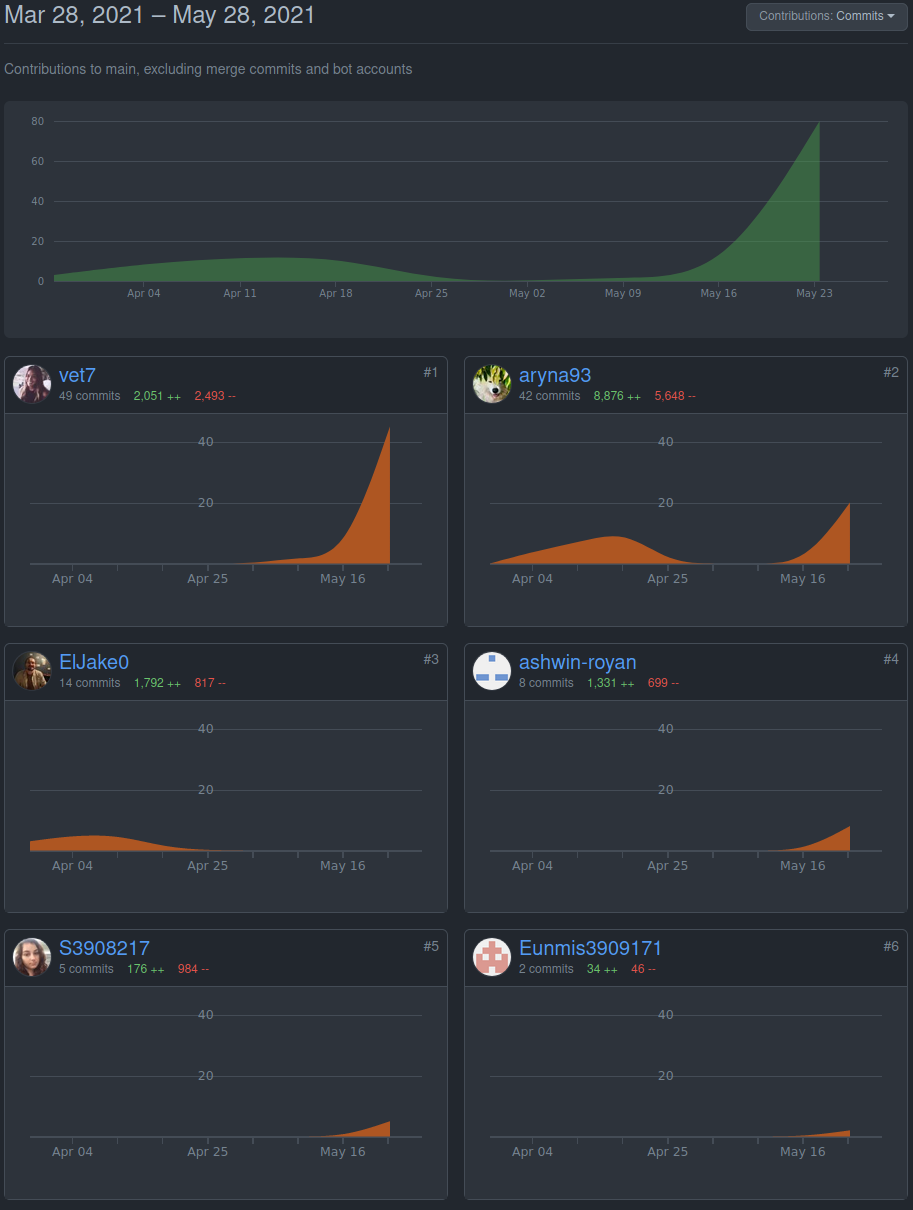 Mar 28, 2021 – May 28, 2021
Contributions: Commits
Contributions to main, excluding merge commits and bot accounts
80
60
40
20
0
Apr 04 Apr 11 Apr 18 Apr 25 May 02 May 09 May 16 May 23
vet7 #1
49 commits 2,051 ++ 2,493 --
40
20
Apr 04 Apr 25 May 16
aryna93 #2
42 commits 8,876 ++ 5,648 --
40
20
Apr 04 Apr 25 May 16
ElJake0 #3
14 commits 1,792 ++ 817 --
40
20
Apr 04 Apr 25 May 16
ashwin-royan #4
8 commits 1,331 ++ 699 --
40
20
Apr 04 Apr 25 May 16
S3908217 #5
5 commits 176 ++ 984 --
40
20
Apr 04 Apr 25 May 16
Eunmis3909171 #6
2 commits 34 ++ 46 --
40
20
Apr 04 Apr 25 May 16